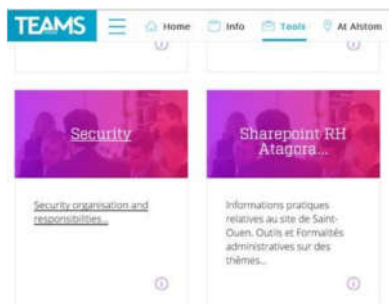 TEAMS Home Info Tools At Alstom
Security
Sharepoint RH
Atagora...
Security organisation and
responsibilities...
Informations pratiques
relatives au site de Saint-
Ouen. Outils et Formalités
administratives sur des
thèmes...